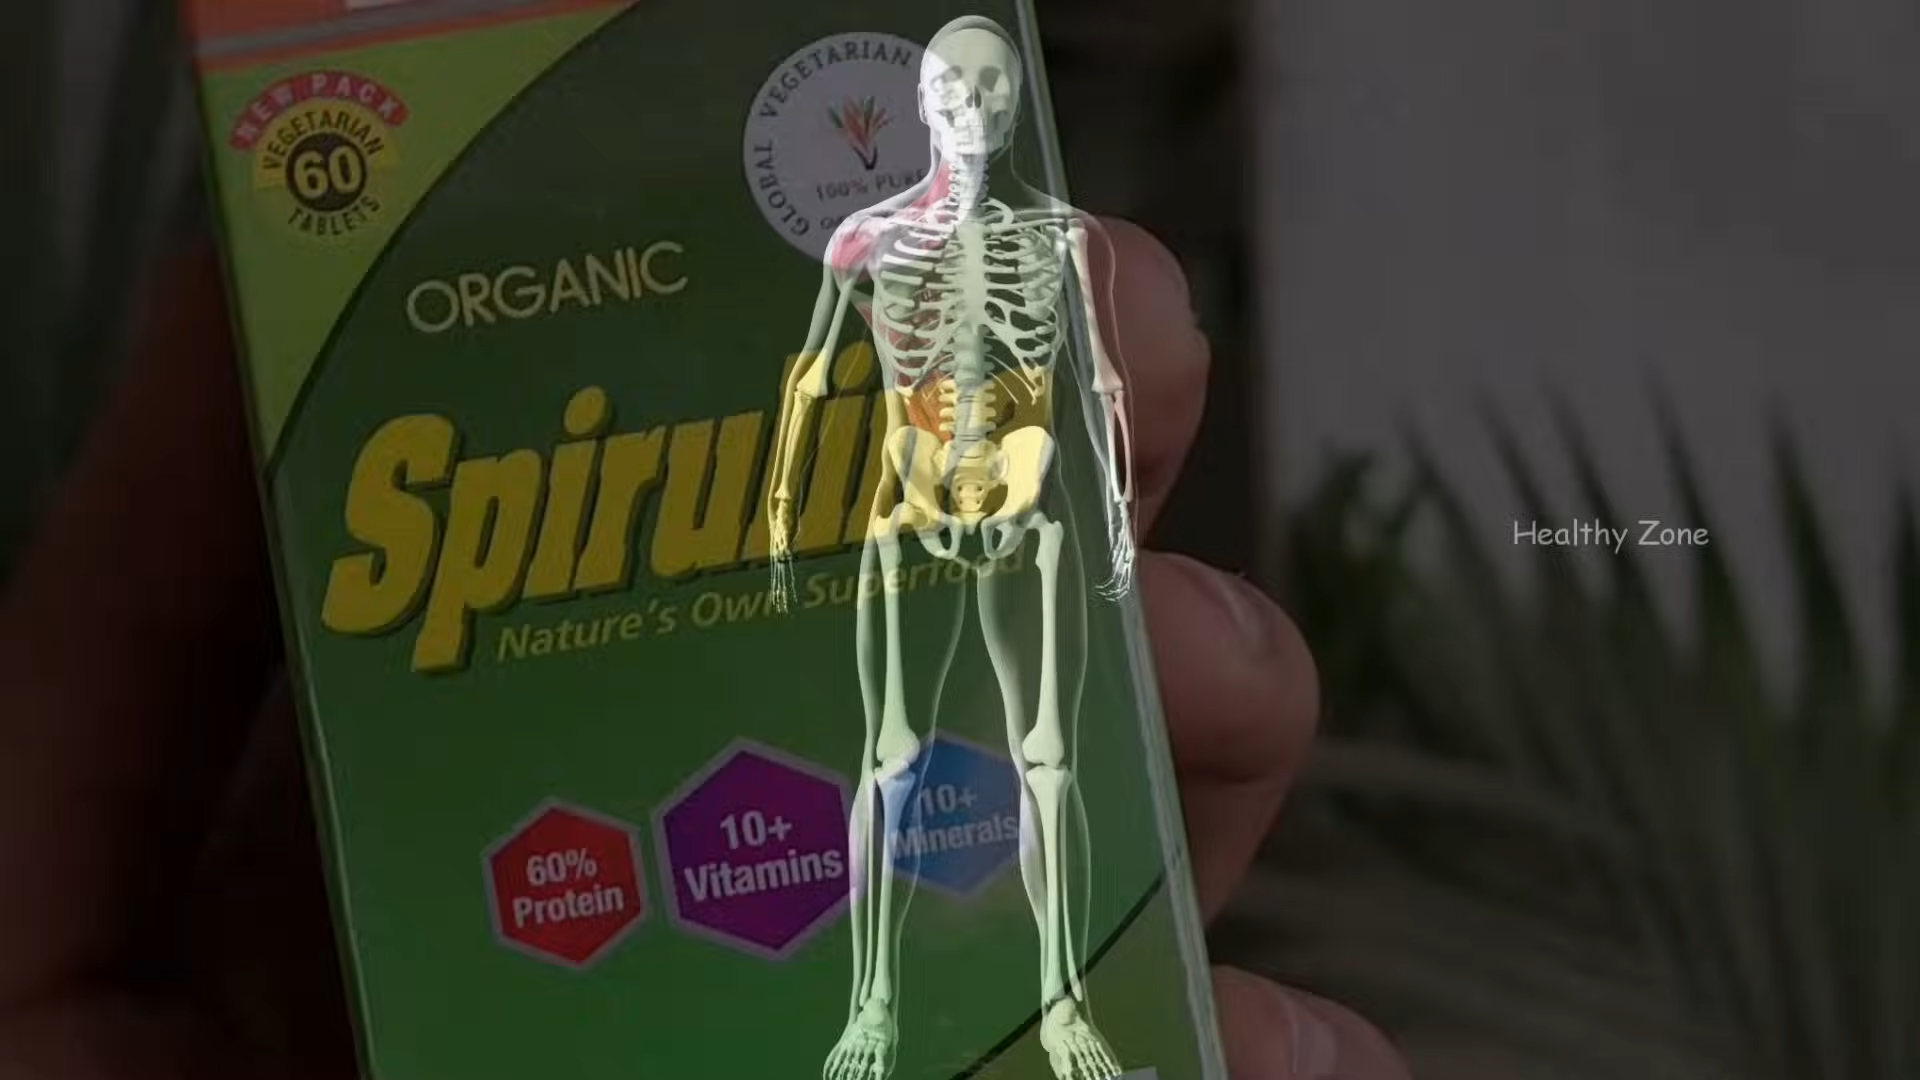 NEW PACK
VEGETARIAN
60
TABLETS
GLOBAL VEGETARIAN
100% PURE
ORGANIC
Nature's Own Superfood
60%
Protein
10+
Vitamins
10+
Minerals
Healthy Zone